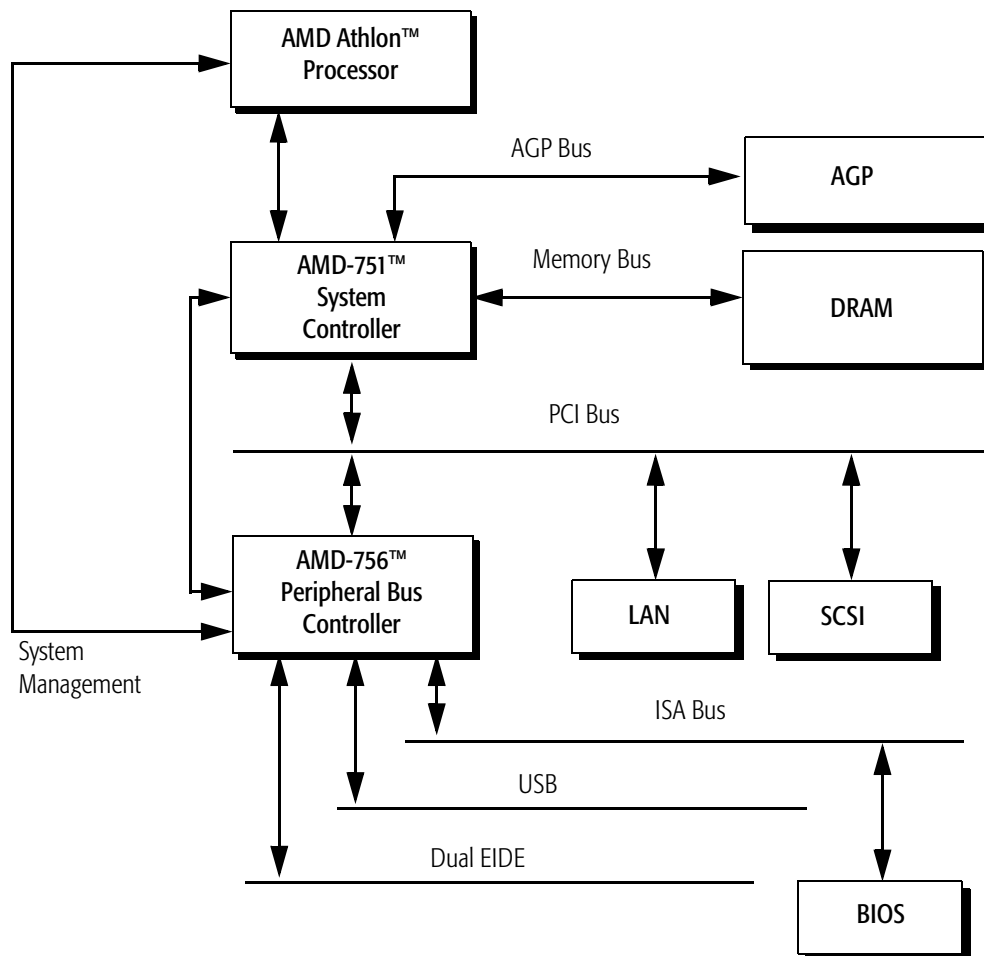 AMD Athlon™
Processor
AGP Bus
AGP
AMD-751™
System
Controller
Memory Bus
DRAM
PCI Bus
AMD-756™
Peripheral Bus
Controller
LAN
SCSI
System
Management
ISA Bus
USB
Dual EIDE
BIOS